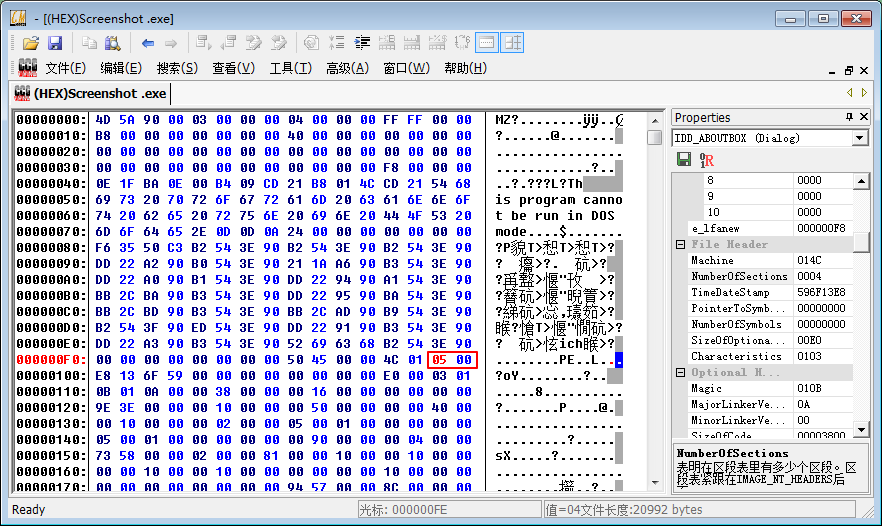 - [(HEX)Screenshot .exe]
文件(F) 编辑(E) 搜索(S) 查看(V) 工具(T) 高级(A) 窗口(W) 帮助(H)
(HEX)Screenshot .exe
00000000: 4D 5A 90 00 03 00 00 00 04 00 00 00 FF FF 00 00 MZ?........ÿÿ..
00000010: B8 00 00 00 00 00 00 00 40 00 00 00 00 00 00 00 ?.......@.......
00000020: 00 00 00 00 00 00 00 00 00 00 00 00 00 00 00 00 ................
00000030: 00 00 00 00 00 00 00 00 00 00 00 00 F8 00 00 00 ............?..
00000040: 0E 1F BA 0E 00 B4 09 CD 21 B8 01 4C CD 21 54 68 ..?.???L?Th
00000050: 69 73 20 70 72 6F 67 72 61 6D 20 63 61 6E 6E 6F is program canno
00000060: 74 20 62 65 20 72 75 6E 20 69 6E 20 44 4F 53 20 t be run in DOS
00000070: 6D 6F 64 65 2E 0D 0D 0A 24 00 00 00 00 00 00 00 mode....$.......
00000080: F6 35 50 C3 B2 54 3E 90 B2 54 3E 90 B2 54 3E 90
00000090: DD 22 A2 90 B0 54 3E 90 21 1A A6 90 B3 54 3E 90
000000A0: DD 22 A0 90 B1 54 3E 90 DD 22 94 90 A1 54 3E 90
000000B0: BB 2C BA 90 B3 54 3E 90 DD 22 95 90 BA 54 3E 90
000000C0: BB 2C BD 90 B3 54 3E 90 BB 2C AD 90 B9 54 3E 90
000000D0: B2 54 3F 90 ED 54 3E 90 DD 22 91 90 B3 54 3E 90
000000E0: DD 22 A3 90 B3 54 3E 90 52 69 63 68 B2 54 3E 90
000000F0: 00 00 00 00 00 00 00 00 50 45 00 00 4C 01 05 00 ........PE..L...
00000100: E8 13 6F 59 00 00 00 00 00 00 00 00 E0 00 03 01 ?oY........?..
00000110: 0B 01 0A 00 00 38 00 00 00 16 00 00 00 00 00 00 .....8..........
00000120: 9E 3E 00 00 00 10 00 00 00 50 00 00 00 00 40 00 ?.......P....@.
00000130: 00 10 00 00 00 02 00 00 05 00 01 00 00 00 00 00 ................
00000140: 05 00 01 00 00 00 00 00 00 90 00 00 00 04 00 00 .........?.....
00000150: 73 58 00 00 02 00 00 81 00 00 10 00 00 10 00 00 sX.....?.......
00000160: 00 00 10 00 00 10 00 00 00 00 00 00 10 00 00 00 ................
00000170: 00 00 00 00 00 00 00 00 94 57 00 00 8C 00 00 00
Properties
IDD_ABOUTBOX (Dialog)
8 0000
9 0000
10 0000
e_lfanew 000000F8
File Header
Machine 014C
NumberOfSections 0004
TimeDateStamp 596F13E8
PointerToSymb... 00000000
NumberOfSymbols 00000000
SizeOfOptiona... 00E0
Characteristics 0103
Optional H...
Magic 010B
MajorLinkerVe... 0A
MinorLinkerVe... 00
SizeOfCode 00003800
NumberOfSections
表明在区段表里有多少个区段。区
段表紧跟在IMAGE_NT_HEADERS后
Ready 光标: 000000FE 值=04文件长度:20992 bytes